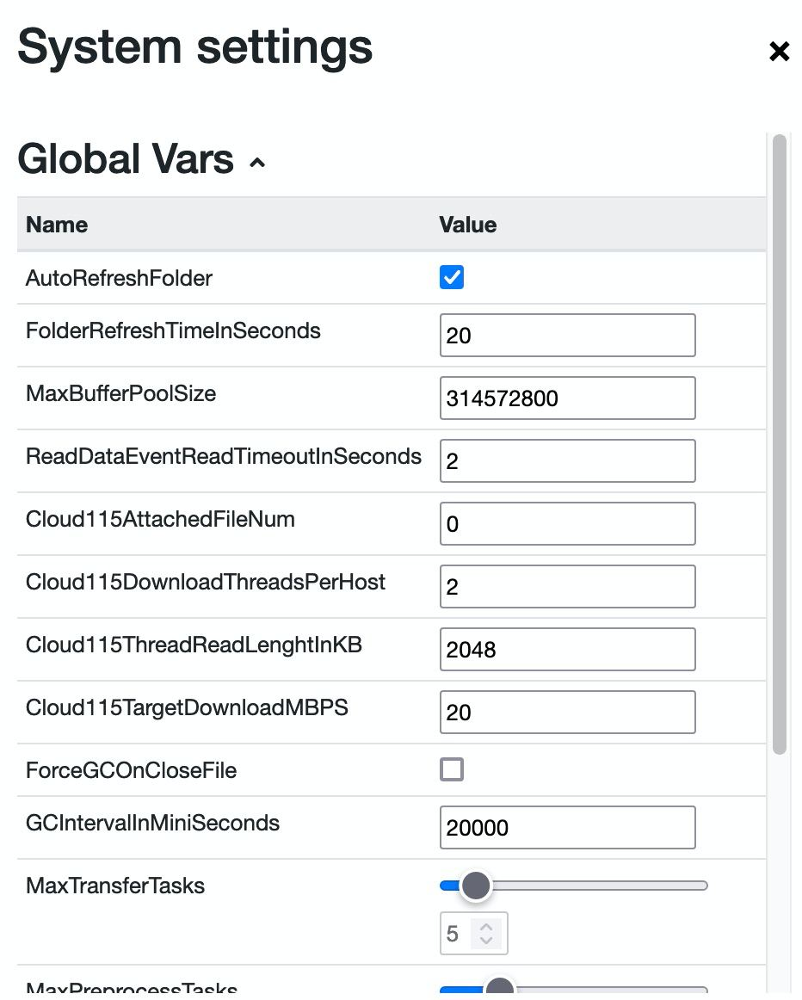 System settings
Global Vars
Name Value
AutoRefreshFolder
FolderRefreshTimeInSeconds 20
MaxBufferPoolSize 314572800
ReadDataEventReadTimeoutInSeconds 2
Cloud115AttachedFileNum 0
Cloud115DownloadThreadsPerHost 2
Cloud115ThreadReadLenghtInKB 2048
Cloud115TargetDownloadMBPS 20
ForceGCOnCloseFile
GCIntervalInMiniSeconds 20000
MaxTransferTasks
5
MaxPreprocessTasks